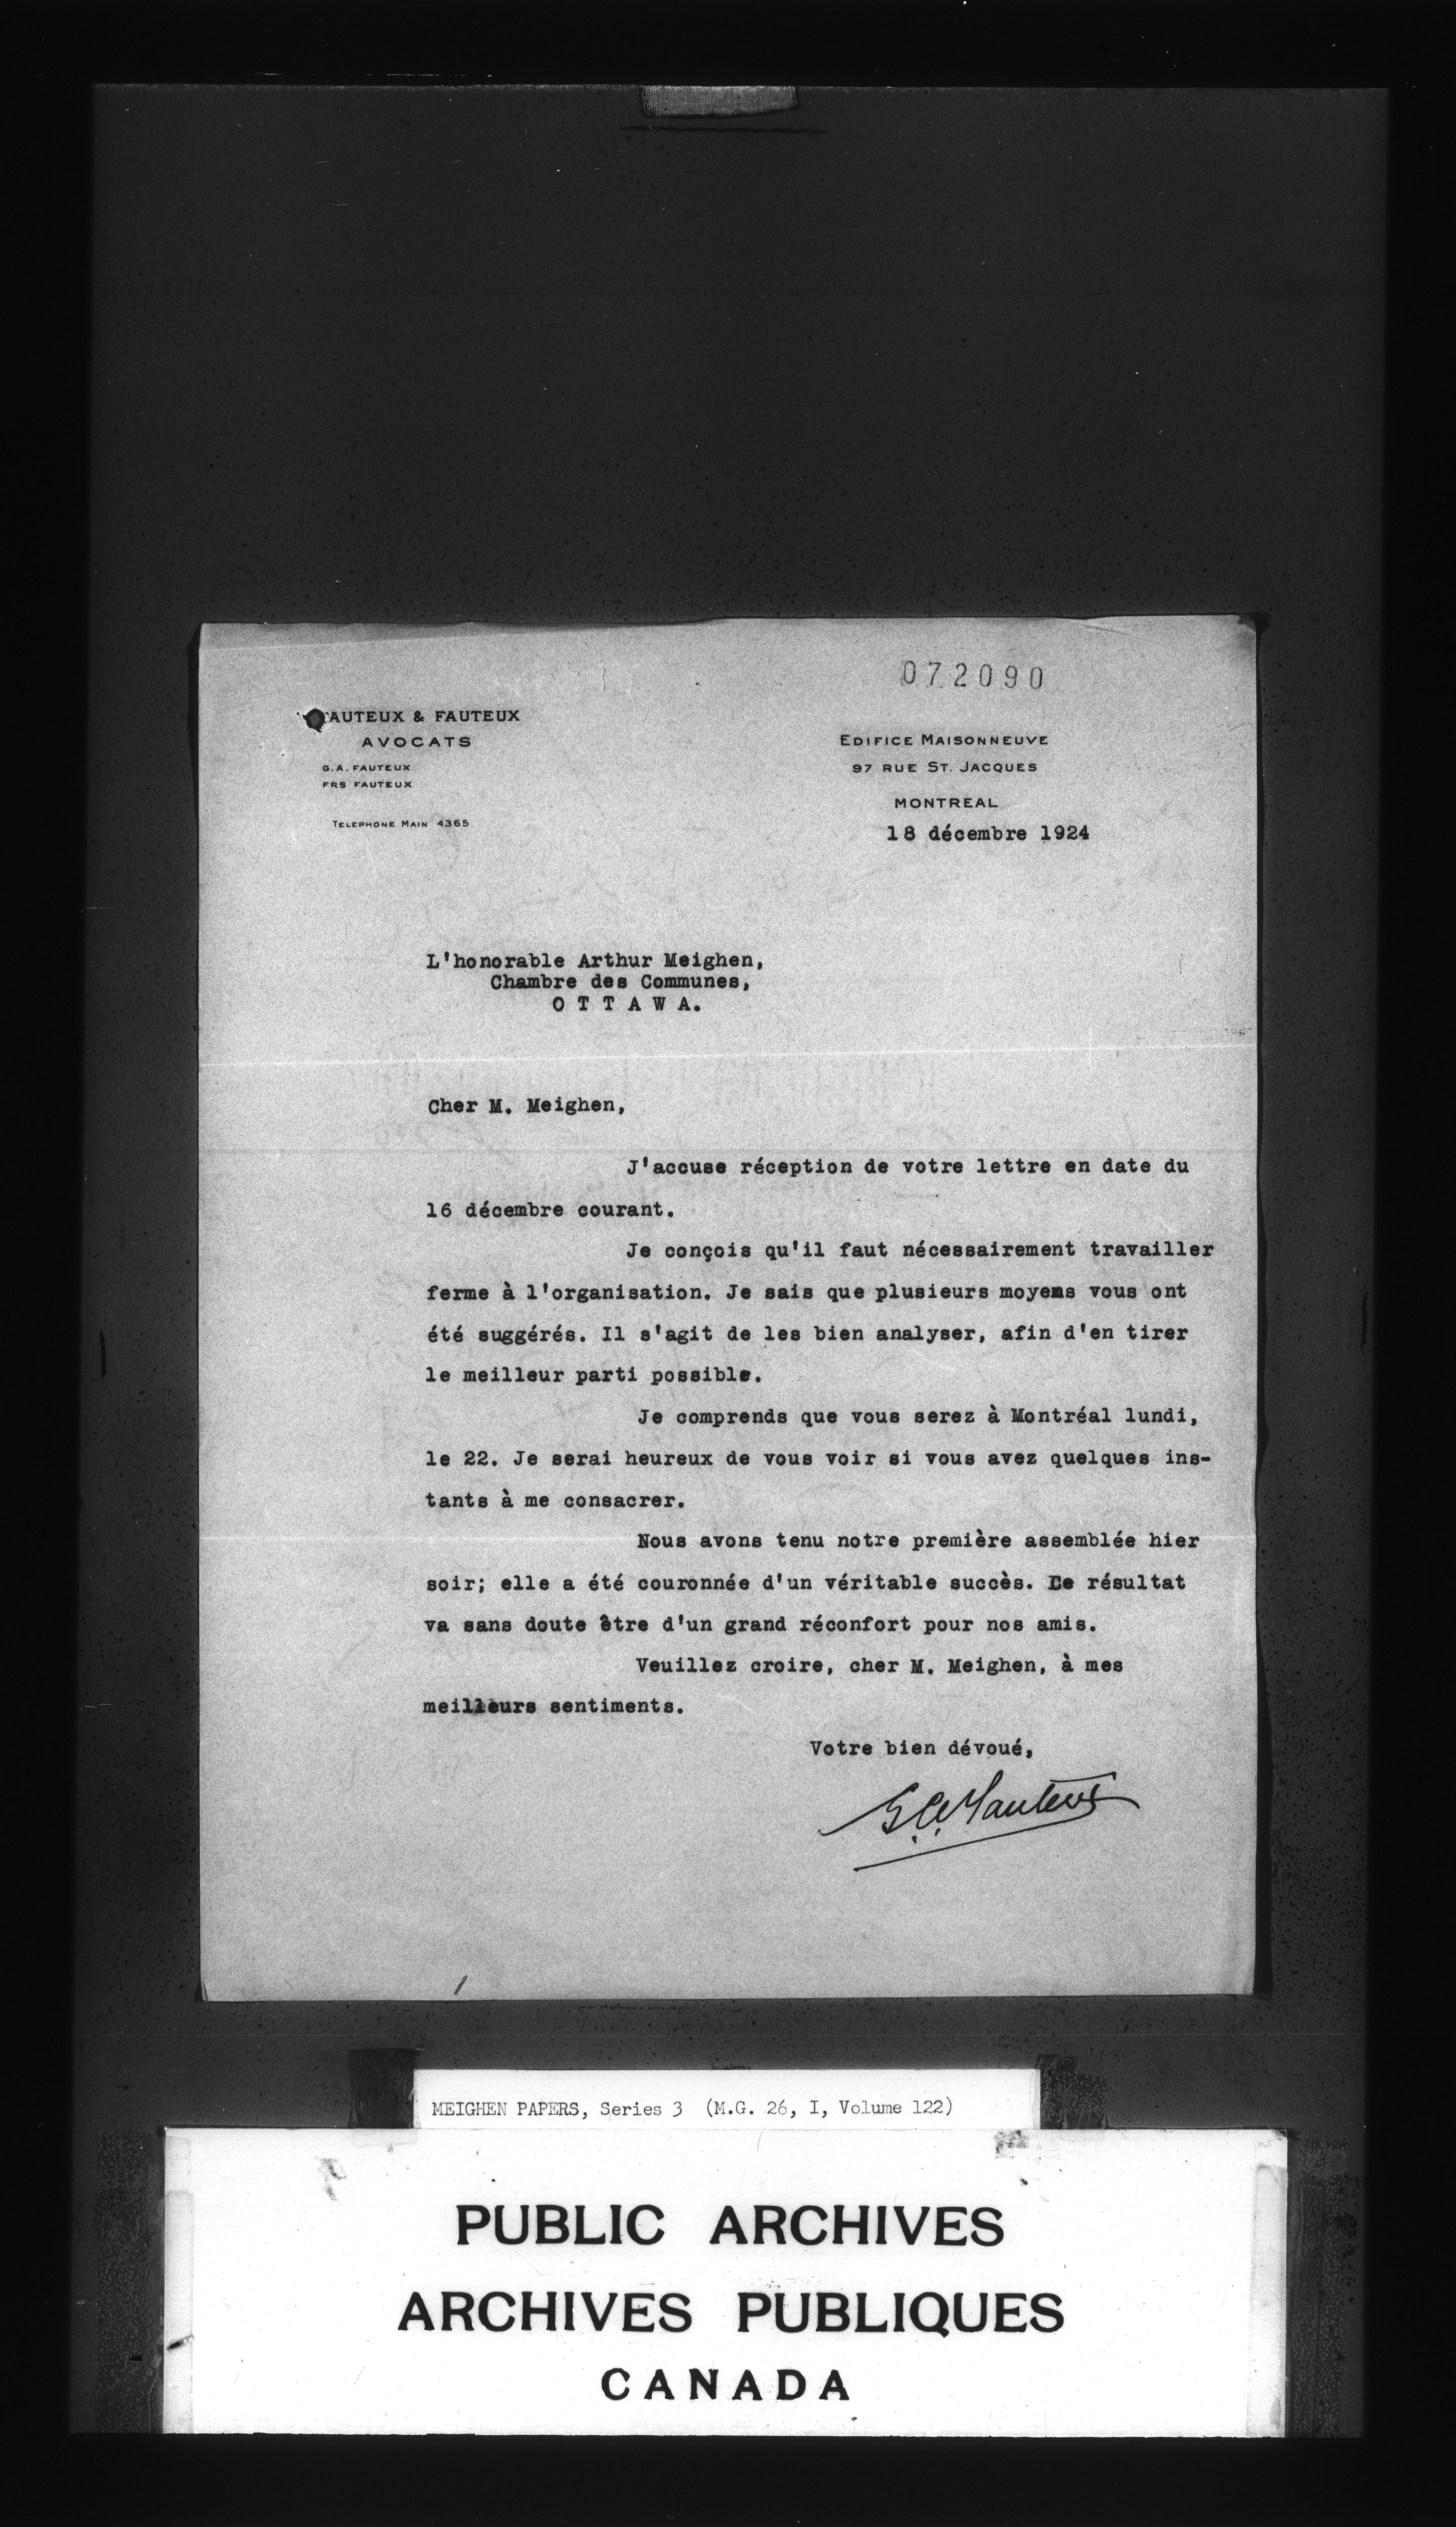 072090
FAUTEUX & FAUTEUX
AVOCATS
G.A. FAUTEUX
FRS FAUTEUX
TELEPHONE MAIN 4365
EDIFICE MAISONNEUVE
97 RUE ST. JACQUES
MONTREAL
18 décembre 1924
L'honorable Arthur Meighen,
Chambre des Communes,
O T T A W A.
Cher M. Meighen,
J'accuse réception de votre lettre en date du
16 décembre courant.
Je conçois qu'il faut nécessairement travailler
ferme à l'organisation. Je sais que plusieurs moyens vous ont
été suggérés. Il s'agit de les bien analyser, afin d'en tirer
le meilleur parti possible.
Je comprends que vous serez à Montréal lundi,
le 22. Je serai heureux de vous voir si vous avez quelques ins-
tants à me consacrer.
Nous avons tenu notre première assemblée hier
soir; elle a été couronnée d'un véritable succès. Le résultat
va sans doute être d'un grand réconfort pour nos amis.
Veuillez croire, cher M. Meighen, à mes
meilleurs sentiments.
Votre bien dévoué,
G.A. Fauteux
MEIGHEN PAPERS, Series 3 (M.G. 26, I, Volume 122)
PUBLIC ARCHIVES
ARCHIVES PUBLIQUES
CANADA